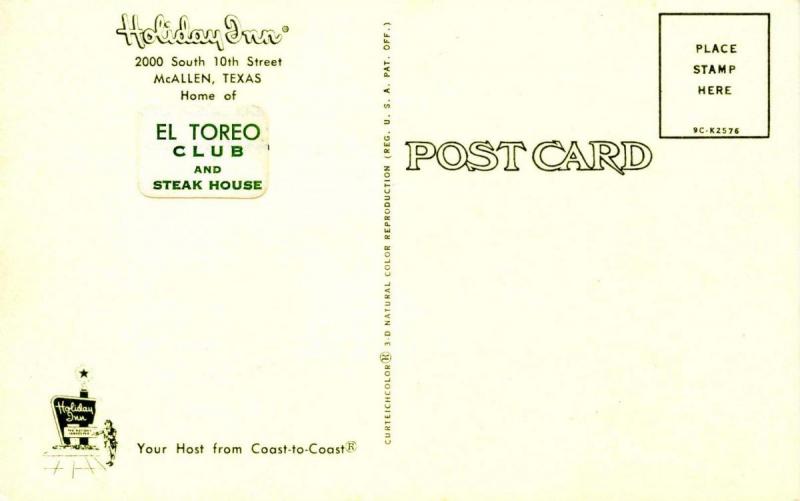 Holiday Inn®
2000 South 10th Street
McALLEN, TEXAS
Home of
EL TOREO
CLUB
AND
STEAK HOUSE
Holiday
Inn
Your Host from Coast-to-Coast®
CURTEICHCOLOR® 3-D NATURAL COLOR REPRODUCTION (REG. U. S. A. PAT. OFF.)
POST CARD
PLACE
STAMP
HERE
9C-K2576